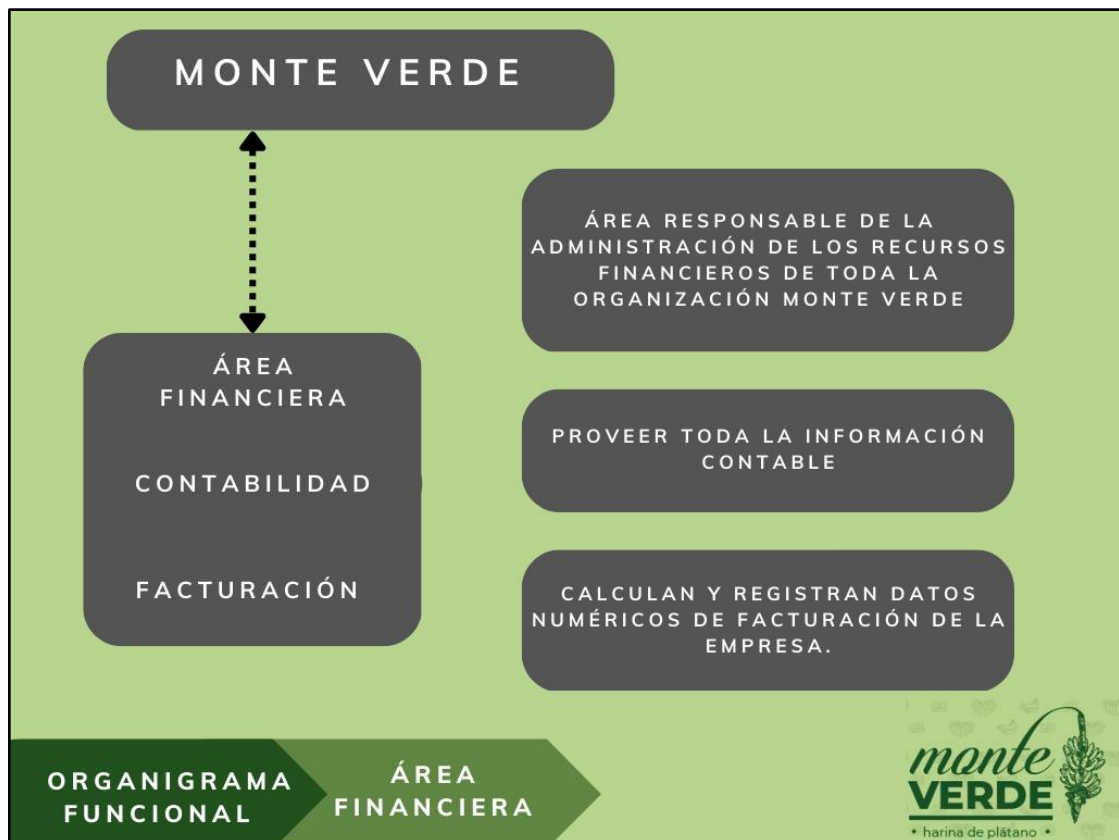 MONTE VERDE
ÁREA RESPONSABLE DE LA
ADMINISTRACIÓN DE LOS RECURSOS
FINANCIEROS DE TODA LA
ORGANIZACIÓN MONTE VERDE
ÁREA
FINANCIERA
CONTABILIDAD
FACTURACIÓN
PROVEER TODA LA INFORMACIÓN
CONTABLE
CALCULAN Y REGISTRAN DATOS
NUMÉRICOS DE FACTURACIÓN DE LA
EMPRESA.
ORGANIGRAMA
FUNCIONAL
ÁREA
FINANCIERA
monte
VERDE
• harina de plátano •